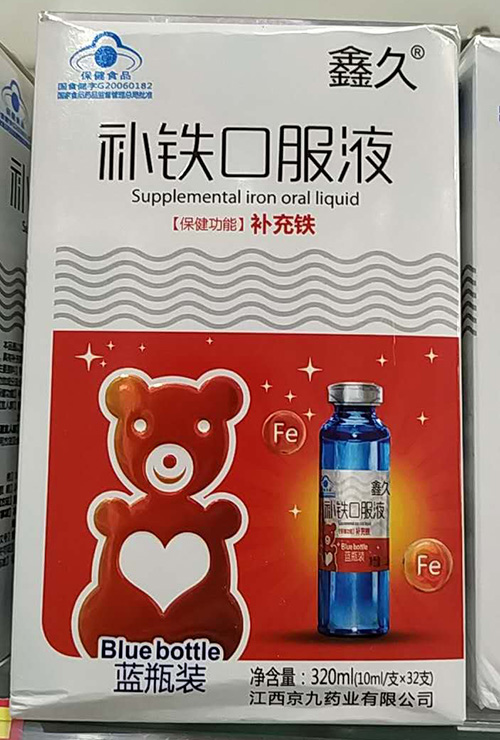 保健食品
国食健字G20060182
国家食品药品监督管理总局批准
鑫久®
补铁口服液
Supplemental iron oral liquid
【保健功能】补充铁
Fe
鑫久
补铁口服液
补充铁
Blue bottle
蓝瓶装
Fe
Blue bottle
蓝瓶装
净含量：320ml(10ml/支×32支)
江西京九药业有限公司